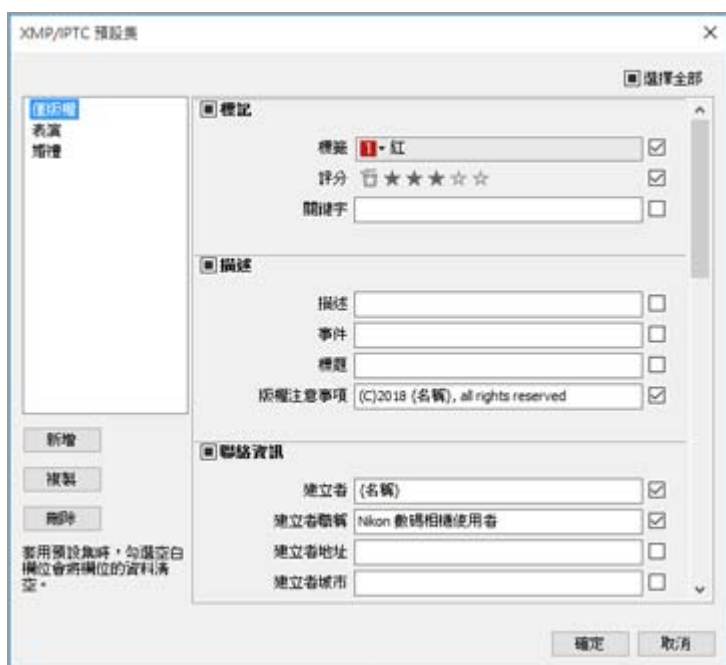 XMP/IPTC 預設集
選擇全部
僅版權
表演
婚禮
新增
複製
刪除
套用預設集時，勾選空白
欄位會將欄位的資料清
空。
標記
標籤 1 紅
評分
關鍵字
描述
描述
事件
標題
版權注意事項 (C)2018 {名稱}, all rights reserved
聯絡資訊
建立者 {名稱}
建立者職稱 Nikon 數碼相機使用者
建立者地址
建立者城市
確定 取消